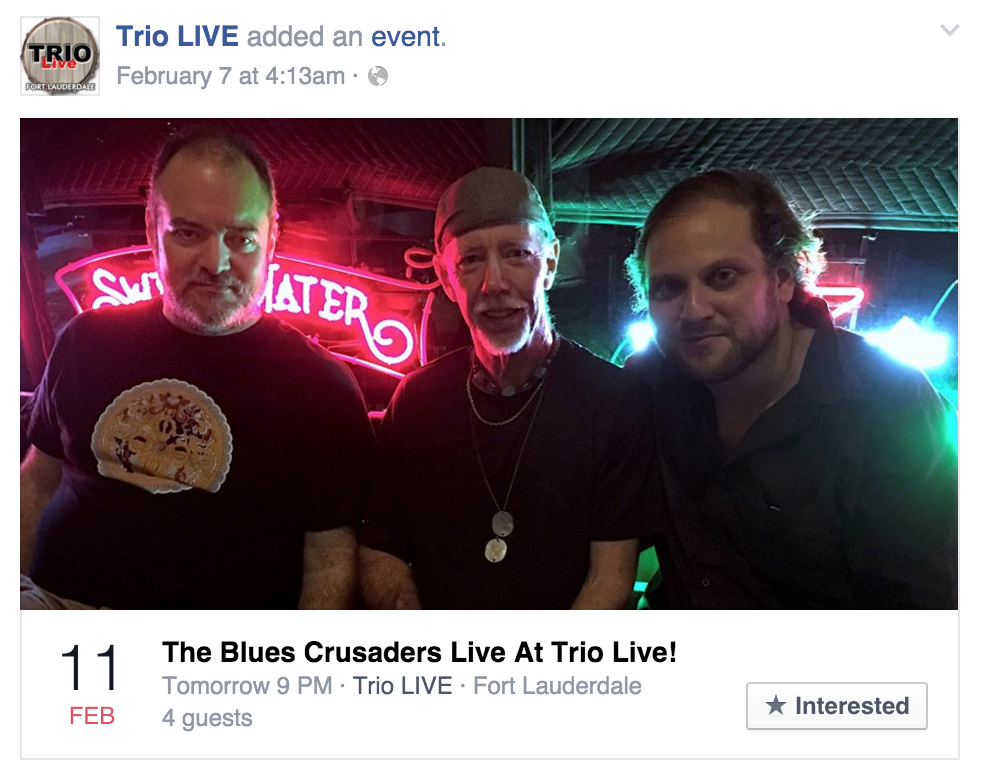 TRIO
Live
FORT LAUDERDALE
Trio LIVE added an event.
February 7 at 4:13am ·
ATER
11
FEB
The Blues Crusaders Live At Trio Live!
Tomorrow 9 PM · Trio LIVE · Fort Lauderdale
4 guests
★ Interested